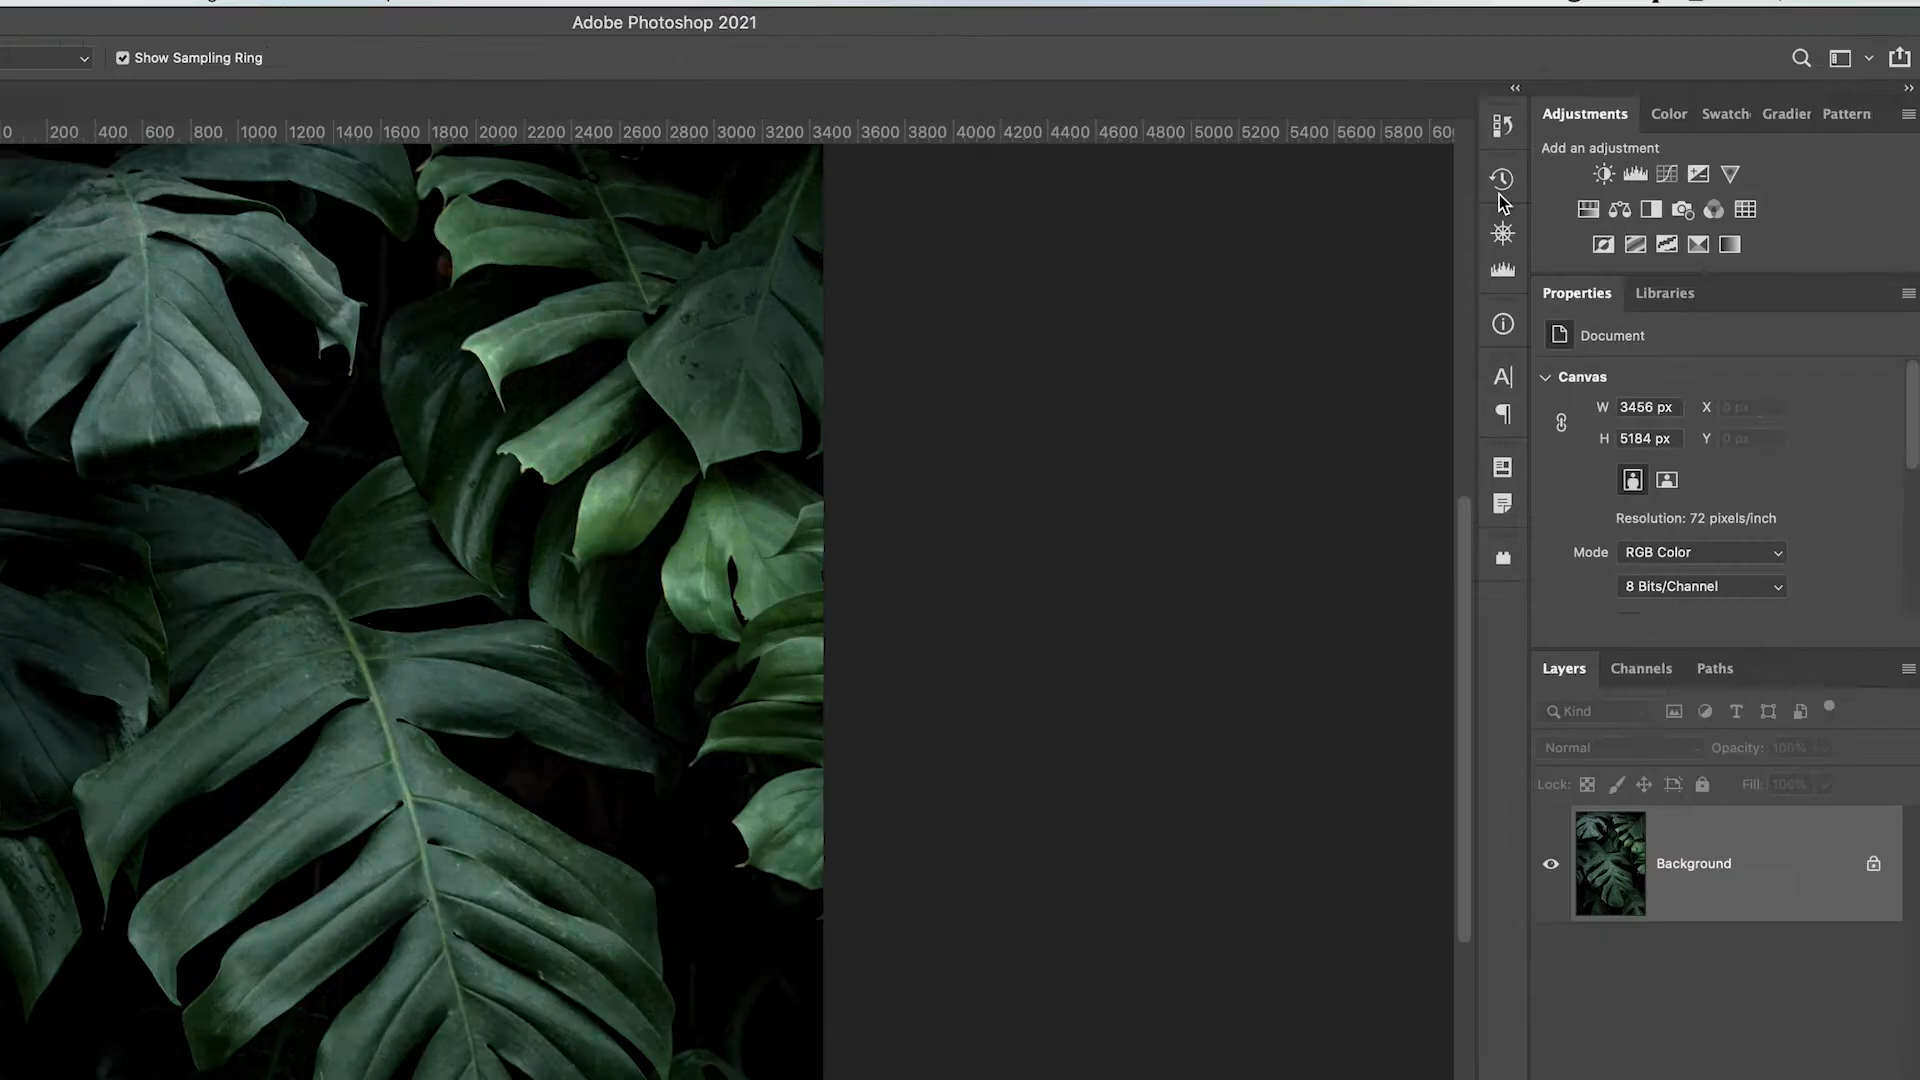 Adobe Photoshop 2021
Show Sampling Ring
0 200 400 600 800 1000 1200 1400 1600 1800 2000 2200 2400 2600 2800 3000 3200 3400 3600 3800 4000 4200 4400 4600 4800 5000 5200 5400 5600 5800
Adjustments Color Swatch Gradier Pattern
Add an adjustment
Properties Libraries
Document
Canvas
W 3456 px X 0 px
H 5184 px Y 0 px
Resolution: 72 pixels/inch
Mode RGB Color
8 Bits/Channel
Layers Channels Paths
Kind
Normal Opacity: 100%
Lock: Fill: 100%
Background